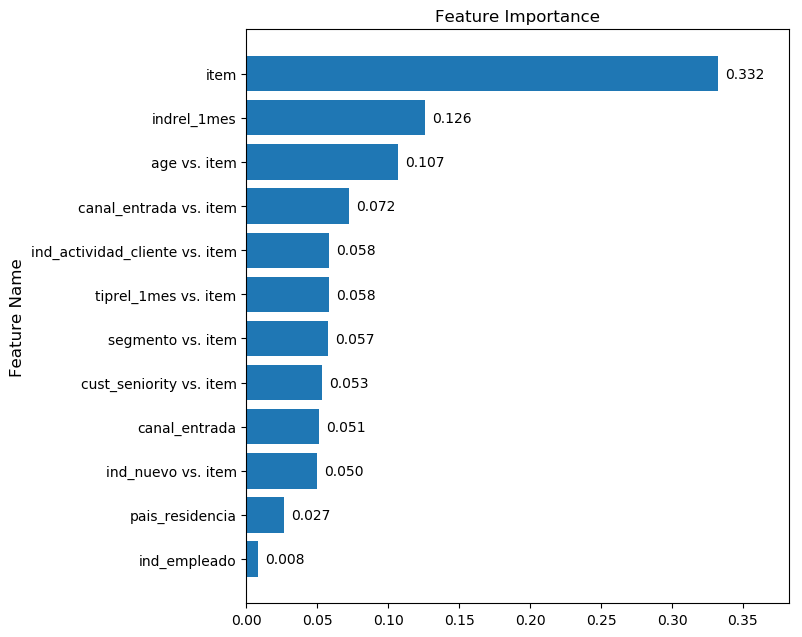 Feature Importance
Feature Name
item 0.332
indrel_1mes 0.126
age vs. item 0.107
canal_entrada vs. item 0.072
ind_actividad_cliente vs. item 0.058
tiprel_1mes vs. item 0.058
segmento vs. item 0.057
cust_seniority vs. item 0.053
canal_entrada 0.051
ind_nuevo vs. item 0.050
pais_residencia 0.027
ind_empleado 0.008
0.00 0.05 0.10 0.15 0.20 0.25 0.30 0.35